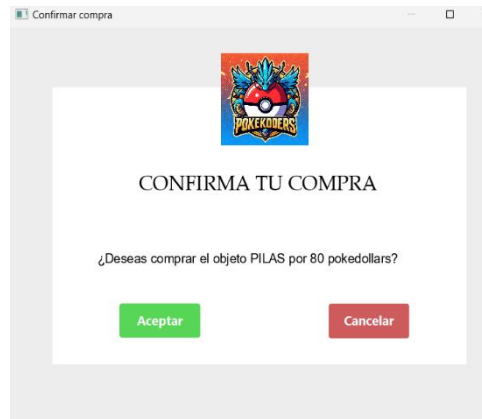 Confirmar compra
POKEKODERS
CONFIRMA TU COMPRA
¿Deseas comprar el objeto PILAS por 80 pokedollars?
Aceptar
Cancelar